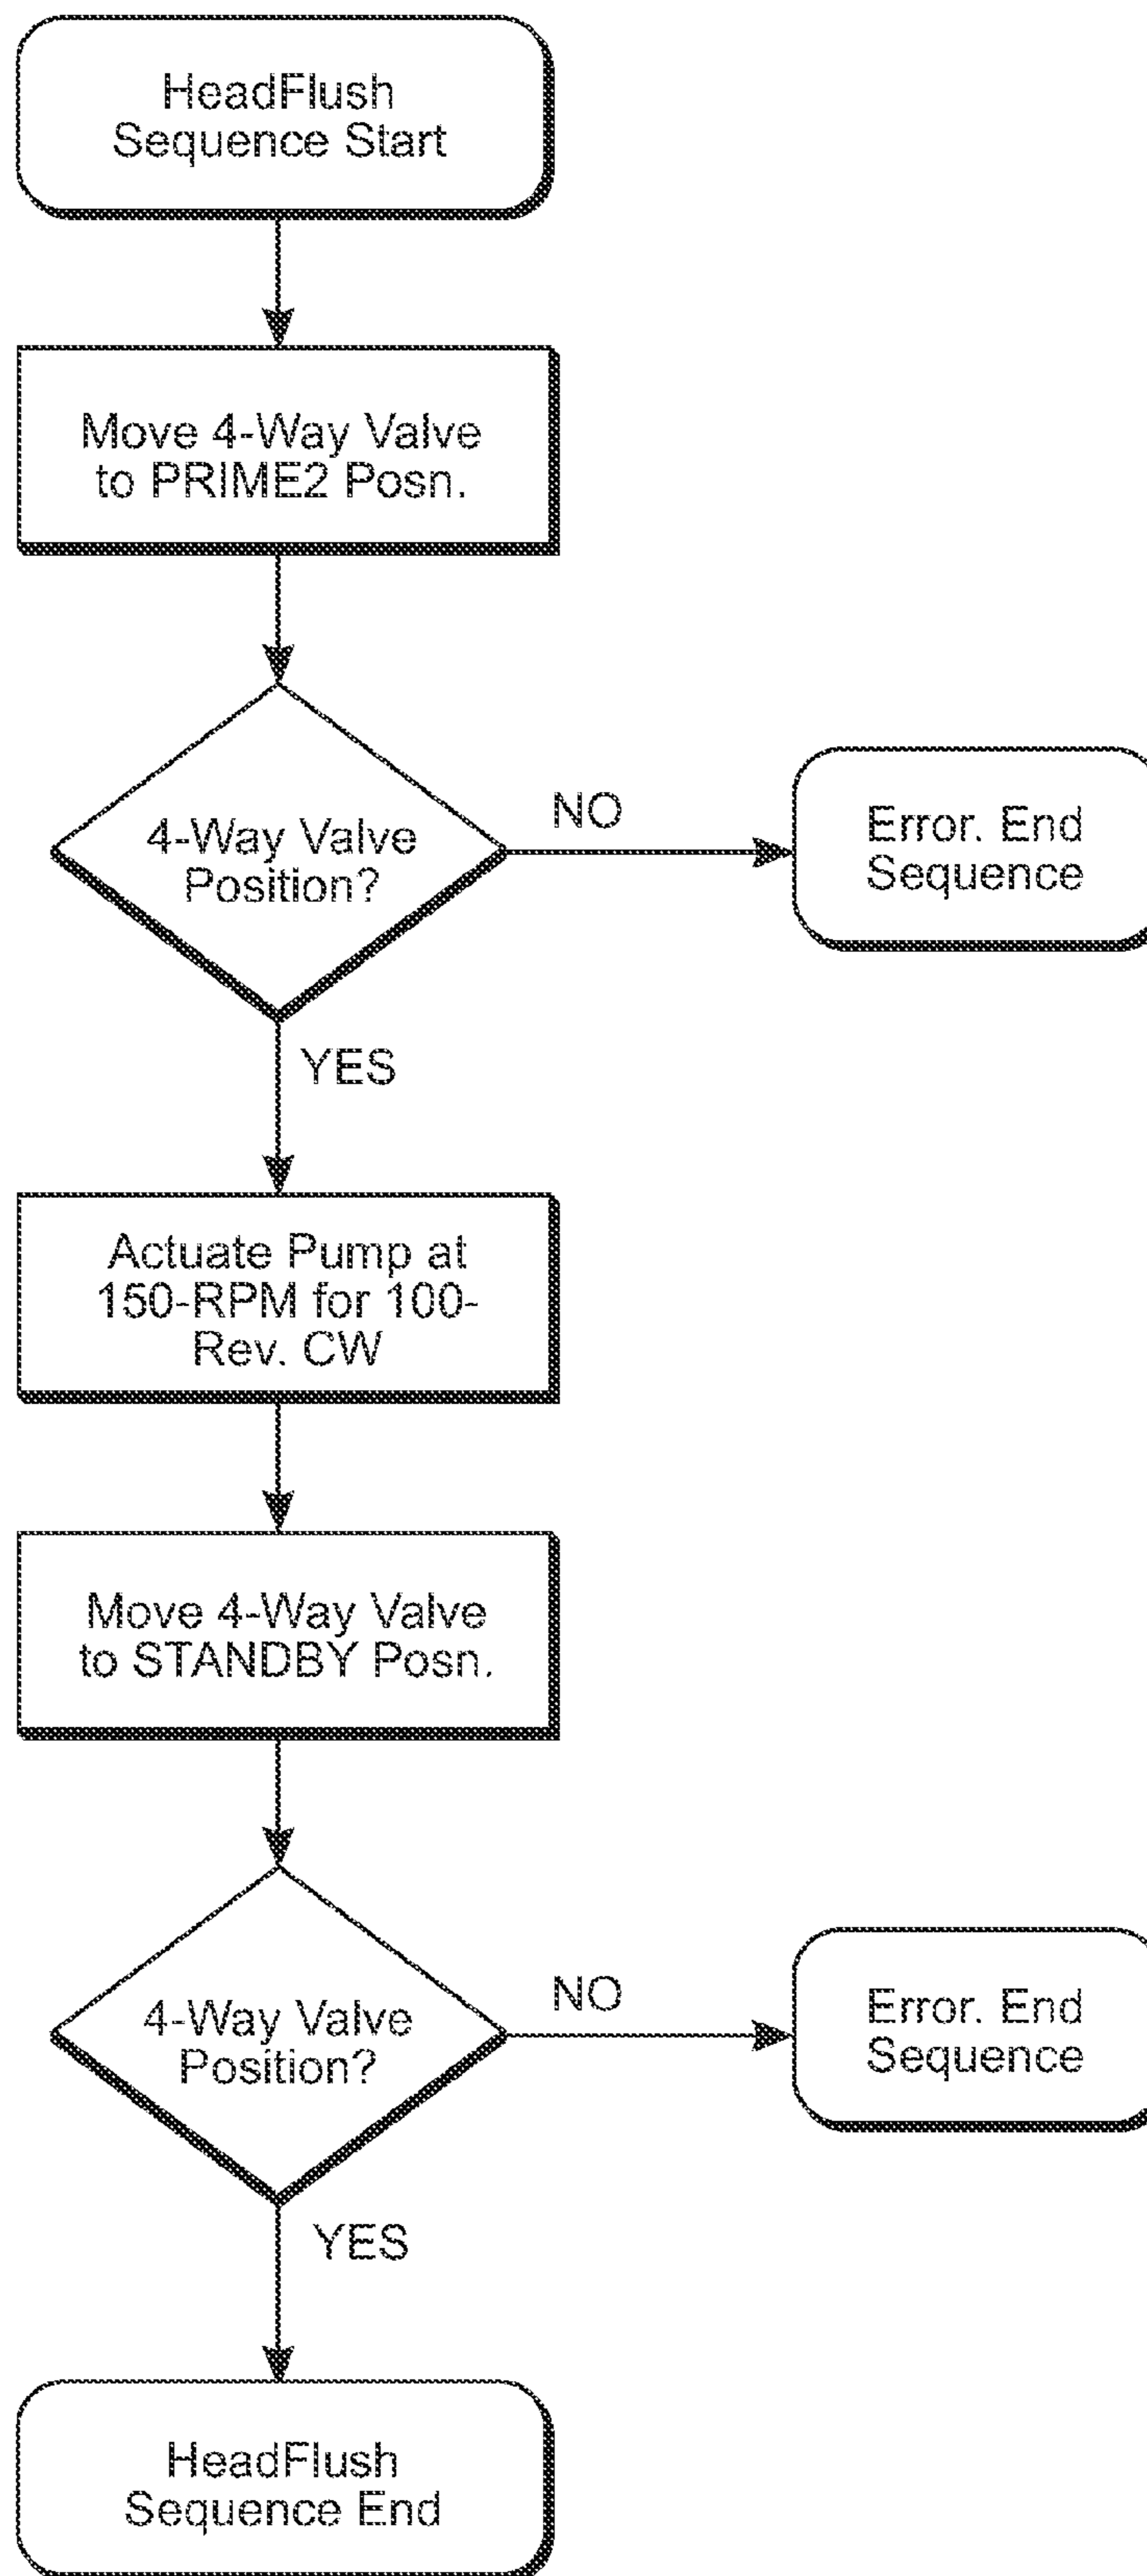 HeadFlush
Sequence Start
Move 4-Way Valve
to PRIME2 Posn.
4-Way Valve
Position?
NO
Error. End
Sequence
YES
Actuate Pump at
150-RPM for 100-
Rev. CW
Move 4-Way Valve
to STANDBY Posn.
4-Way Valve
Position?
NO
Error. End
Sequence
YES
HeadFlush
Sequence End